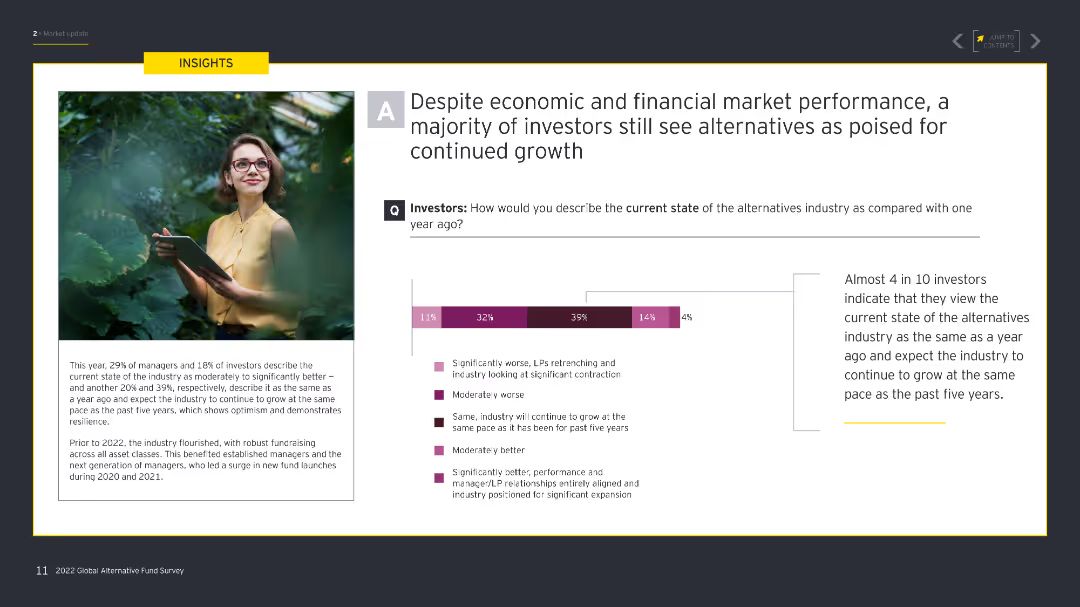 2 - Market update
JUMP TO
CONTENTS
INSIGHTS
A
Despite economic and financial market performance, a
majority of investors still see alternatives as poised for
continued growth
Q
Investors: How would you describe the current state of the alternatives industry as compared with one
year ago?
11%
32%
39%
14%
4%
Significantly worse, LPs retrenching and
industry looking at significant contraction
Moderately worse
Same, industry will continue to grow at the
same pace as it has been for past five years
Moderately better
Significantly better, performance and
manager/LP relationships entirely aligned and
industry positioned for significant expansion
Almost 4 in 10 investors
indicate that they view the
current state of the alternatives
industry as the same as a year
ago and expect the industry to
continue to grow at the same
pace as the past five years.
This year, 29% of managers and 18% of investors describe the
current state of the industry as moderately to significantly better —
and another 20% and 39%, respectively, describe it as the same as
a year ago and expect the industry to continue to grow at the same
pace as the past five years, which shows optimism and demonstrates
resilience.
Prior to 2022, the industry flourished, with robust fundraising
across all asset classes. This benefited established managers and the
next generation of managers, who led a surge in new fund launches
during 2020 and 2021.
11 2022 Global Alternative Fund Survey